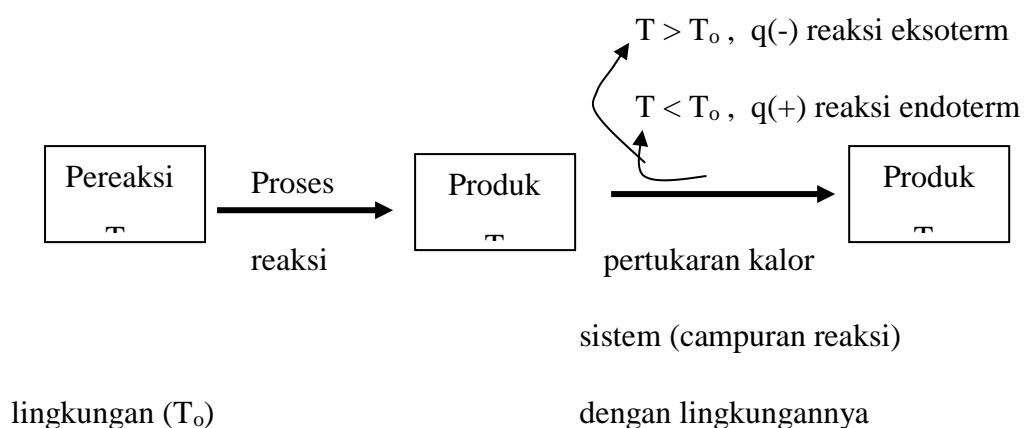 T > Tₒ , q(-) reaksi eksoterm
T < Tₒ , q(+) reaksi endoterm
Pereaksi
Proses
Produk
Produk
reaksi
pertukaran kalor
sistem (campuran reaksi)
lingkungan (Tₒ)
dengan lingkungannya